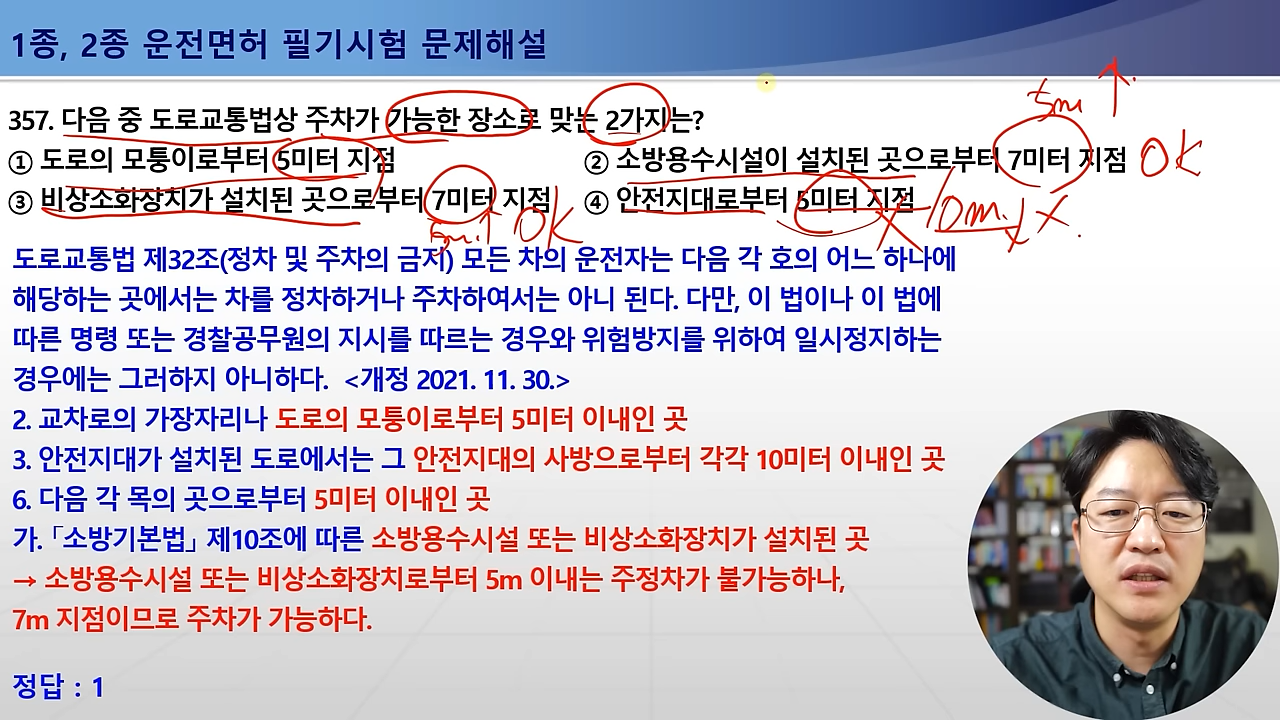 1종, 2종 운전면허 필기시험 문제해설
5m ↑
357. 다음 중 도로교통법상 주차가 가능한 장소로 맞는 2가지는?
① 도로의 모퉁이로부터 5미터 지점 ② 소방용수시설이 설치된 곳으로부터 7미터 지점 OK
③ 비상소화장치가 설치된 곳으로부터 7미터 지점 ④ 안전지대로부터 5미터 지점
5m.↑ OK X 10m. ↓ X.
도로교통법 제32조(정차 및 주차의 금지) 모든 차의 운전자는 다음 각 호의 어느 하나에
해당하는 곳에서는 차를 정차하거나 주차하여서는 아니 된다. 다만, 이 법이나 이 법에
따른 명령 또는 경찰공무원의 지시를 따르는 경우와 위험방지를 위하여 일시정지하는
경우에는 그러하지 아니하다. <개정 2021. 11. 30.>
2. 교차로의 가장자리나 도로의 모퉁이로부터 5미터 이내인 곳
3. 안전지대가 설치된 도로에서는 그 안전지대의 사방으로부터 각각 10미터 이내인 곳
6. 다음 각 목의 곳으로부터 5미터 이내인 곳
가. 「소방기본법」 제10조에 따른 소방용수시설 또는 비상소화장치가 설치된 곳
→ 소방용수시설 또는 비상소화장치로부터 5m 이내는 주정차가 불가능하나,
7m 지점이므로 주차가 가능하다.
정답 : 1